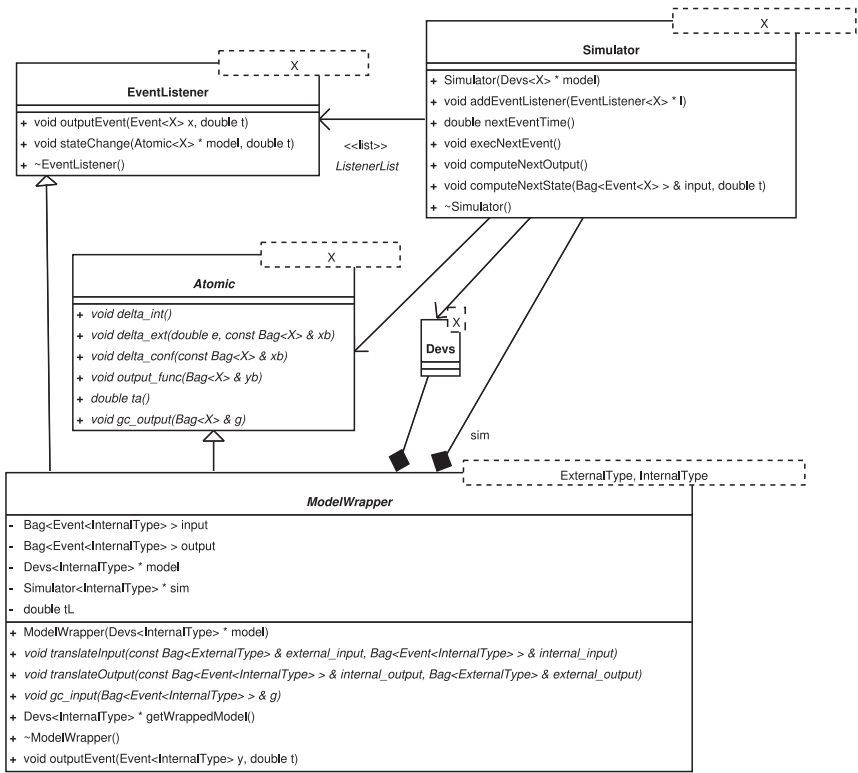 X
Simulator
+ Simulator(Devs<X> * model)
+ void addEventListener(EventListener<X> * l)
+ double nextEventTime()
+ void execNextEvent()
+ void computeNextOutput()
+ void computeNextState(Bag<Event<X> > & input, double t)
+ ~Simulator()
X
EventListener
+ void outputEvent(Event<X> x, double t)
+ void stateChange(Atomic<X> * model, double t)
+ ~EventListener()
<<list>>
ListenerList
X
Atomic
+ void delta_int()
+ void delta_ext(double e, const Bag<X> & xb)
+ void delta_conf(const Bag<X> & xb)
+ void output_func(Bag<X> & yb)
+ double ta()
+ void gc_output(Bag<X> & g)
X
Devs
sim
ExternalType, InternalType
ModelWrapper
- Bag<Event<InternalType> > input
- Bag<Event<InternalType> > output
- Devs<InternalType> * model
- Simulator<InternalType> * sim
- double tL
+ ModelWrapper(Devs<InternalType> * model)
+ void translateInput(const Bag<ExternalType> & external_input, Bag<Event<InternalType> > & internal_input)
+ void translateOutput(const Bag<Event<InternalType> > & internal_output, Bag<ExternalType> & external_output)
+ void gc_input(Bag<Event<InternalType> > & g)
+ Devs<InternalType> * getWrappedModel()
+ ~ModelWrapper()
+ void outputEvent(Event<InternalType> y, double t)